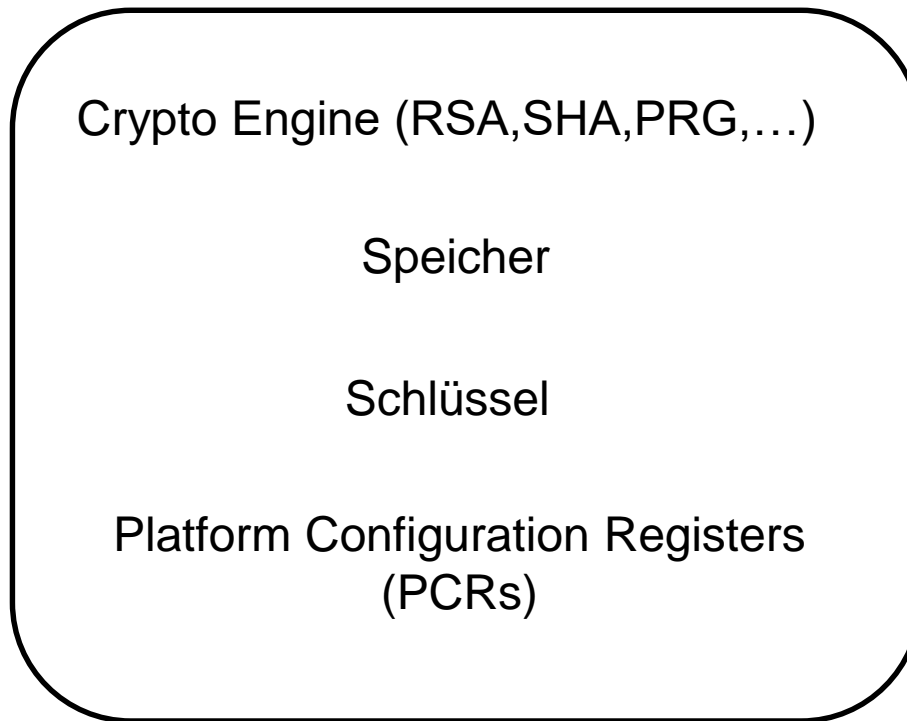 Crypto Engine (RSA,SHA,PRG,…)
Speicher
Schlüssel
Platform Configuration Registers
(PCRs)